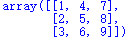 array([[1, 4, 7],
       [2, 5, 8],
       [3, 6, 9]])